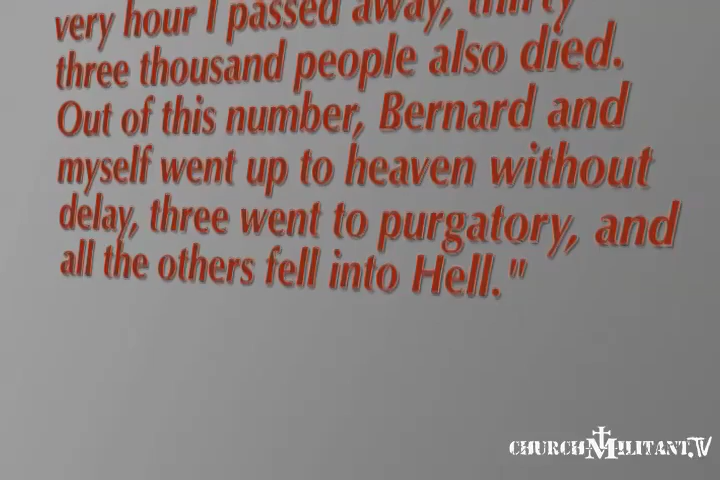 very hour I passed away, thirty
three thousand people also died.
Out of this number, Bernard and
myself went up to heaven without
delay, three went to purgatory, and
all the others fell into Hell."
CHURCHMILITANT.TV